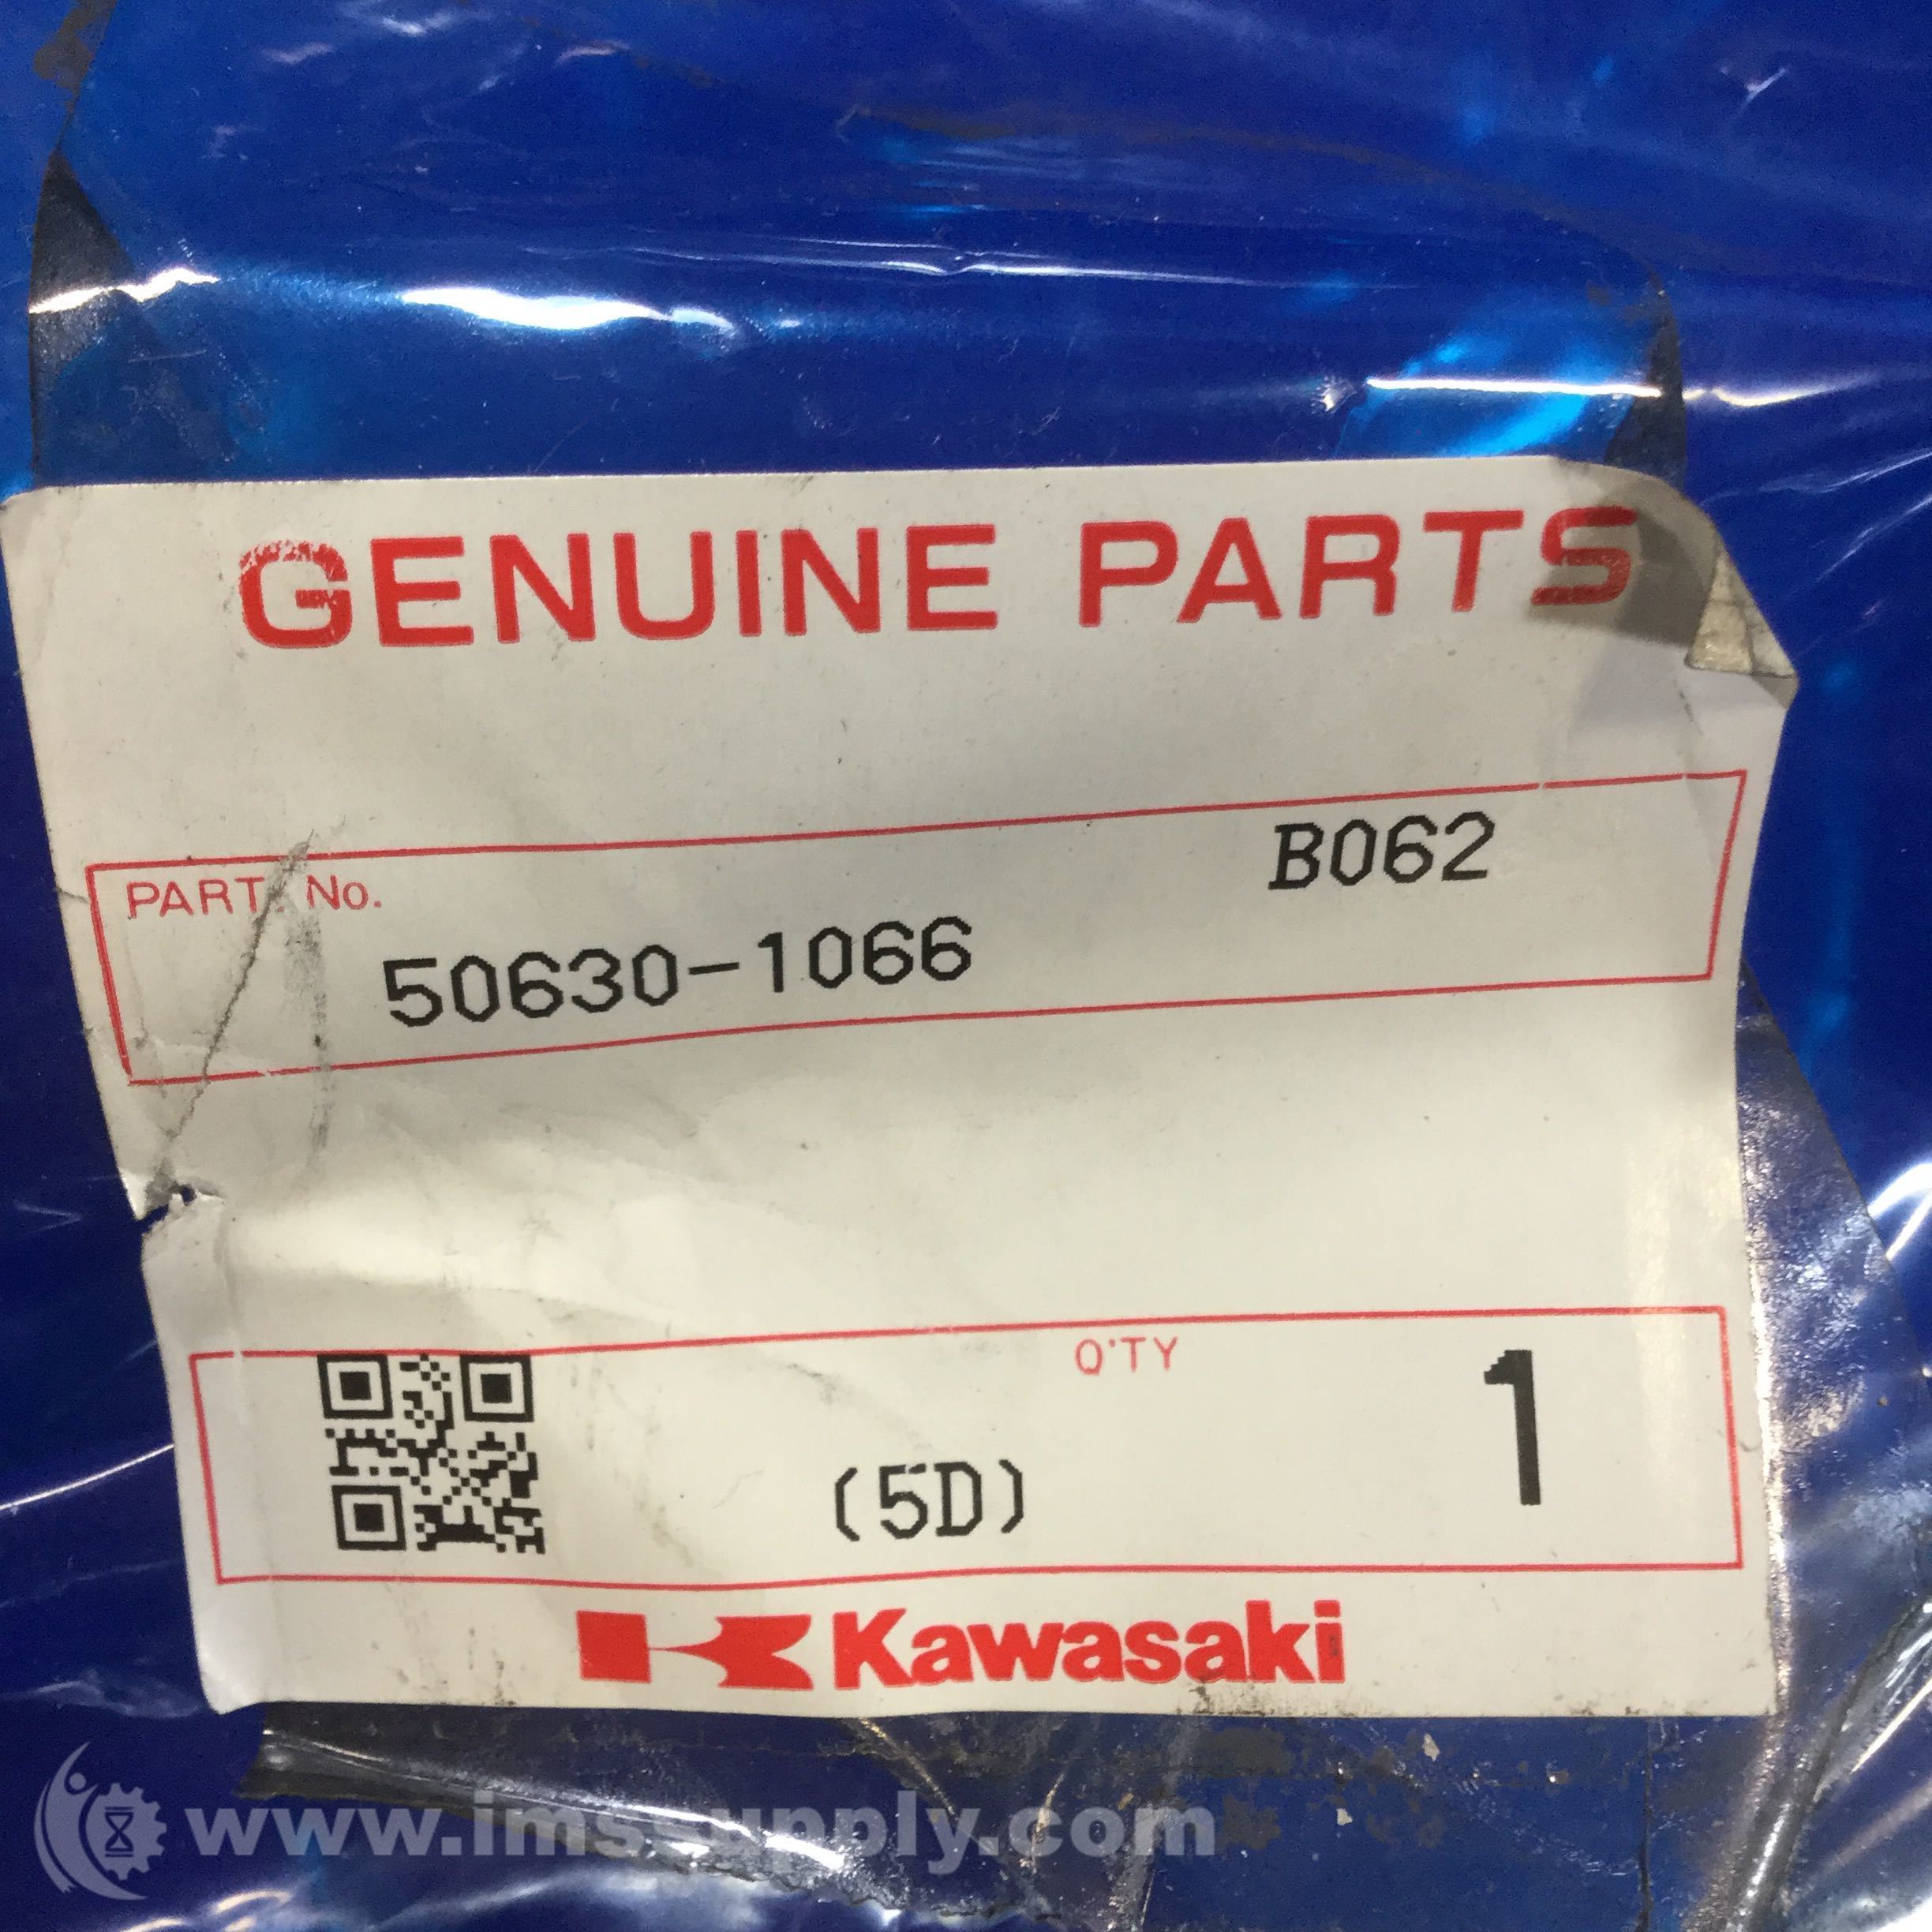 GENUINE PARTS
PART. No.
B062
50630-1066
Q'TY
1
(5D)
Kawasaki
www.imssupply.com